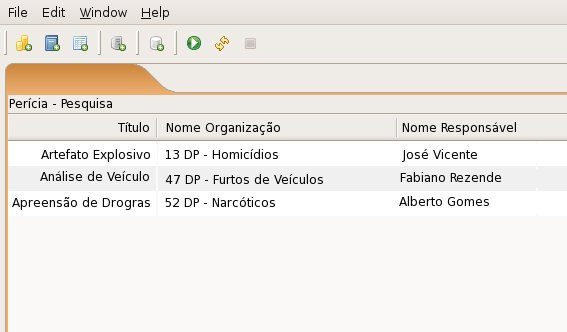 File Edit Window Help
Perícia - Pesquisa
Título Nome Organização Nome Responsável
Artefato Explosivo 13 DP - Homicídios José Vicente
Análise de Veículo 47 DP - Furtos de Veículos Fabiano Rezende
Apreensão de Drogras 52 DP - Narcóticos Alberto Gomes